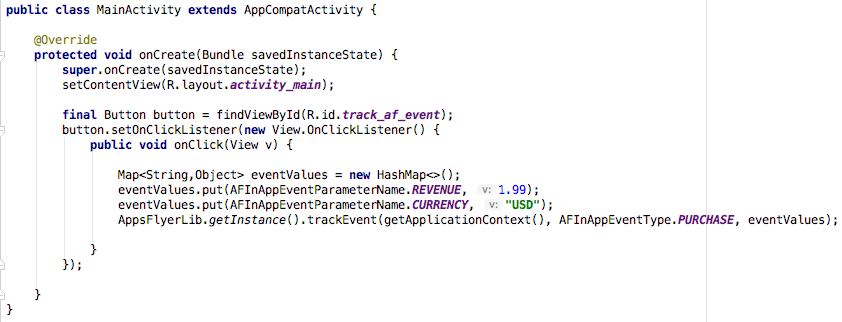 public class MainActivity extends AppCompatActivity {
@Override
protected void onCreate(Bundle savedInstanceState) {
super.onCreate(savedInstanceState);
setContentView(R.layout.activity_main);
final Button button = findViewById(R.id.track_af_event);
button.setOnClickListener(new View.OnClickListener() {
public void onClick(View v) {
Map<String,Object> eventValues = new HashMap<>();
eventValues.put(AFInAppEventParameterName.REVENUE, v: 1.99);
eventValues.put(AFInAppEventParameterName.CURRENCY, v: "USD");
AppsFlyerLib.getInstance().trackEvent(getApplicationContext(), AFInAppEventType.PURCHASE, eventValues);
}
});
}
}